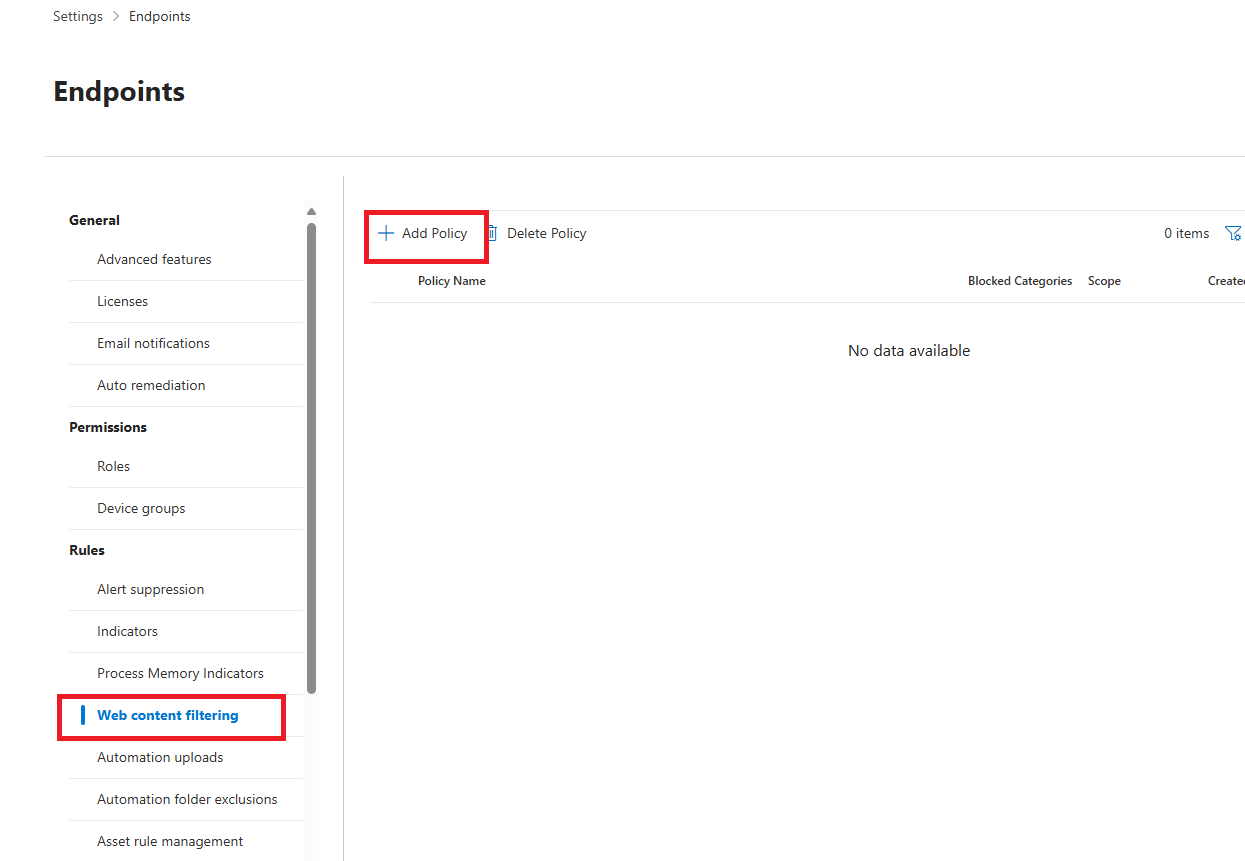 Settings > Endpoints
Endpoints
General
Advanced features
Licenses
Email notifications
Auto remediation
Permissions
Roles
Device groups
Rules
Alert suppression
Indicators
Process Memory Indicators
Web content filtering
Automation uploads
Automation folder exclusions
Asset rule management
Add Policy Delete Policy 0 items
Policy Name Blocked Categories Scope Created
No data available